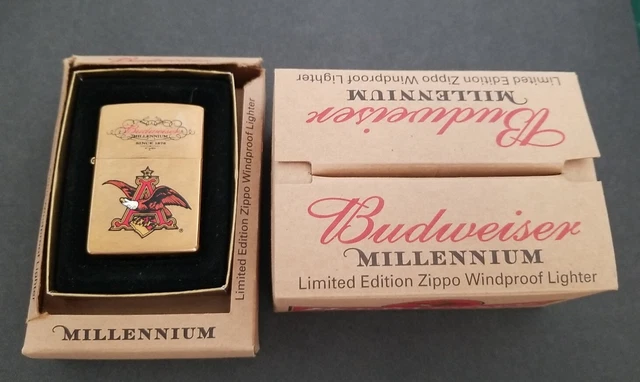 Budweiser
MILLENNIUM
SINCE 1876
A
®
MILLENNIUM
Limited Edition Zippo Windproof Lighter
Limited Edition Zippo Windproof Lighter
MILLENNIUM
Budweiser
Budweiser
MILLENNIUM
Limited Edition Zippo Windproof Lighter